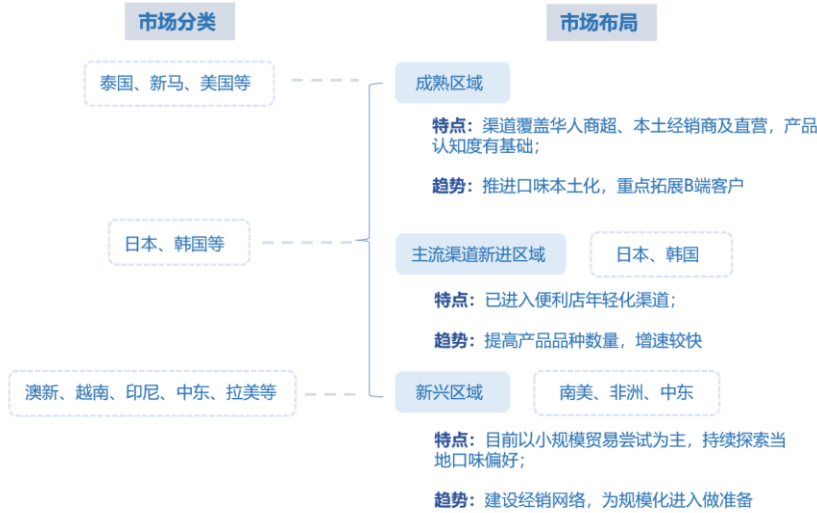 市场分类
市场布局
泰国、新马、美国等
成熟区域
特点：渠道覆盖华人商超、本土经销商及直营，产品
认知度有基础；
趋势：推进口味本土化，重点拓展B端客户
日本、韩国等
主流渠道新进区域
日本、韩国
特点：已进入便利店年轻化渠道；
趋势：提高产品品种数量，增速较快
澳新、越南、印尼、中东、拉美等
新兴区域
南美、非洲、中东
特点：目前以小规模贸易尝试为主，持续探索当
地口味偏好；
趋势：建设经销网络，为规模化进入做准备